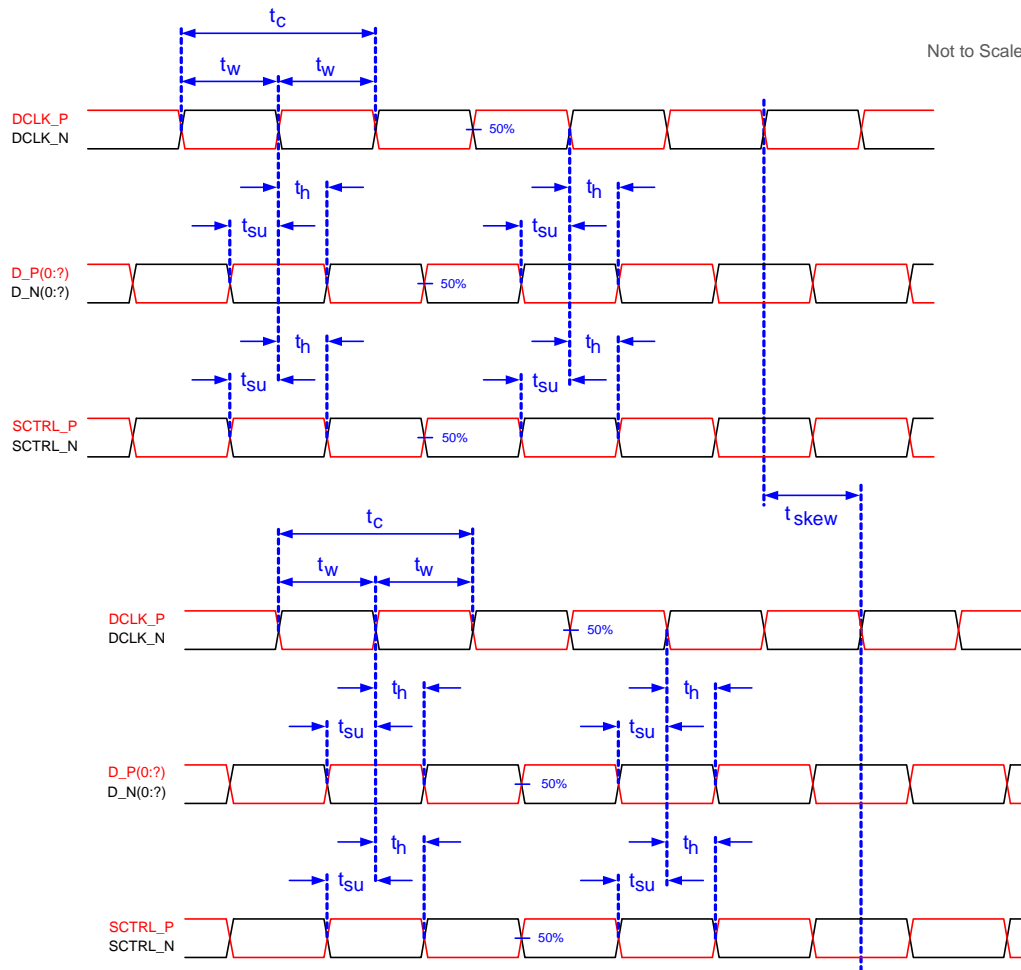 tc
Not to Scale
tw tw
DCLK_P
DCLK_N
50%
th th
tsu tsu
D_P(0:?)
D_N(0:?)
50%
th th
tsu tsu
SCTRL_P
SCTRL_N
50%
tskew
tc
tw tw
DCLK_P
DCLK_N
50%
th th
tsu tsu
D_P(0:?)
D_N(0:?)
50%
th th
tsu tsu
SCTRL_P
SCTRL_N
50%